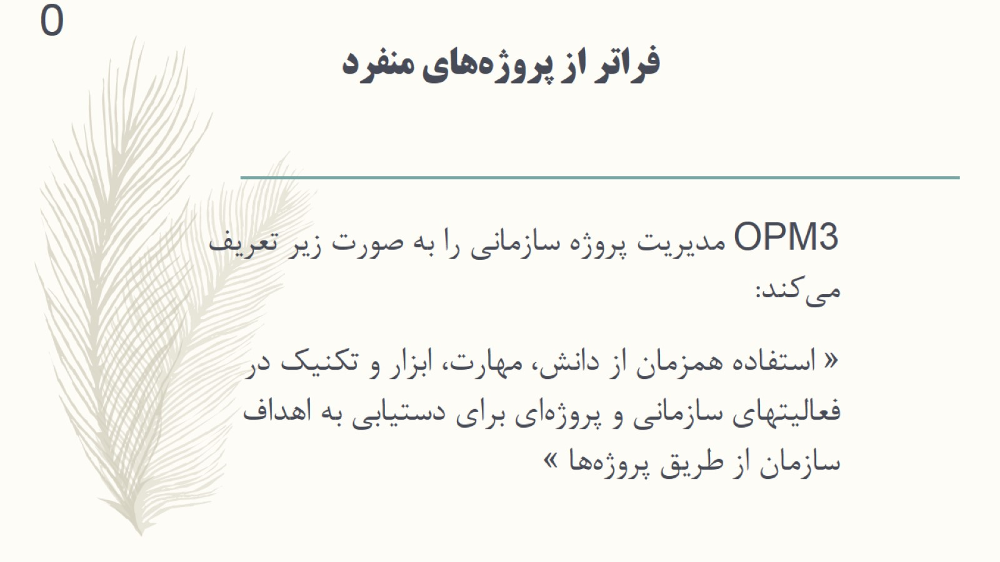 0
فراتر از پروژه‌های منفرد
OPM3 مدیریت پروژه سازمانی را به صورت زیر تعریف
می‌کند:
« استفاده همزمان از دانش، مهارت، ابزار و تکنیک در
فعالیتهای سازمانی و پروژه‌ای برای دستیابی به اهداف
سازمان از طریق پروژه‌ها »